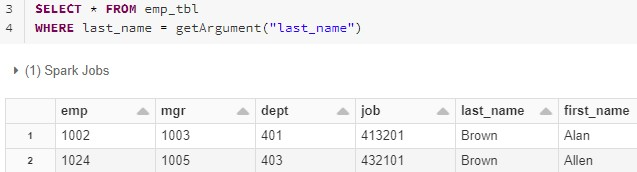 3 SELECT * FROM emp_tbl
4 WHERE last_name = getArgument("last_name")
(1) Spark Jobs
emp mgr dept job last_name first_name
1 1002 1003 401 413201 Brown Alan
2 1024 1005 403 432101 Brown Allen